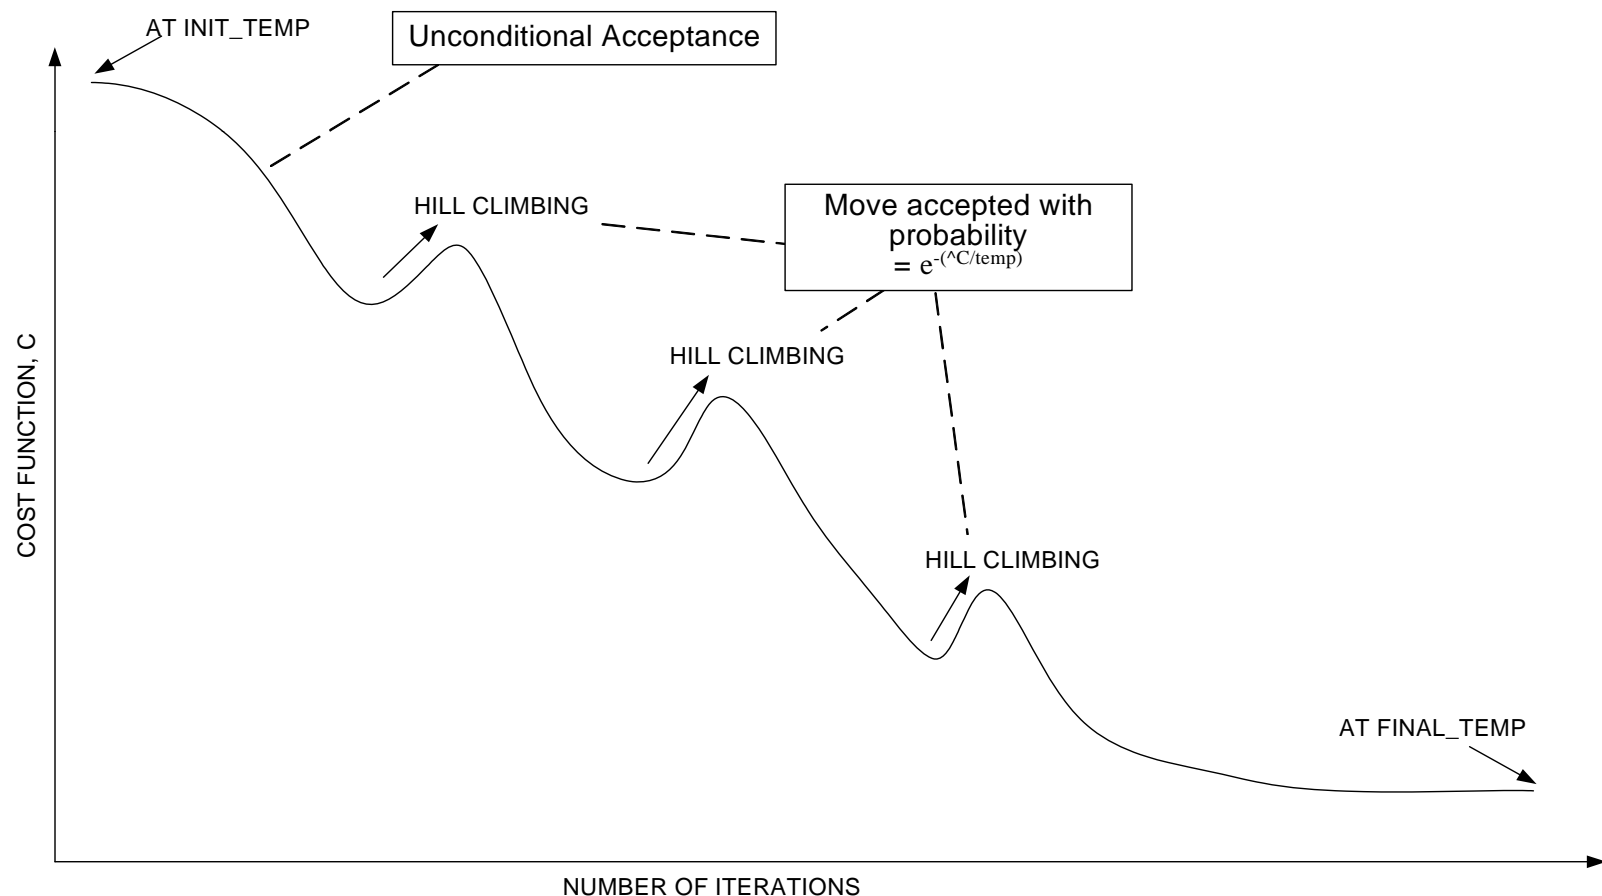 AT INIT_TEMP
Unconditional Acceptance
HILL CLIMBING
Move accepted with
probability
= e-(^C/temp)
HILL CLIMBING
COST FUNCTION, C
HILL CLIMBING
AT FINAL_TEMP
NUMBER OF ITERATIONS